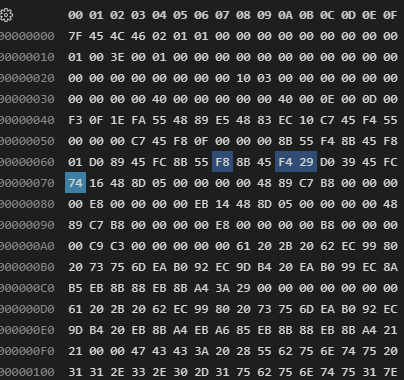 00 01 02 03 04 05 06 07 08 09 0A 0B 0C 0D 0E 0F
00000000 7F 45 4C 46 02 01 01 00 00 00 00 00 00 00 00 00
00000010 01 00 3E 00 01 00 00 00 00 00 00 00 00 00 00 00
00000020 00 00 00 00 00 00 00 00 10 03 00 00 00 00 00 00
00000030 00 00 00 00 40 00 00 00 00 00 40 00 0E 00 0D 00
00000040 F3 0F 1E FA 55 48 89 E5 48 83 EC 10 C7 45 F4 55
00000050 00 00 00 C7 45 F8 0F 00 00 00 8B 55 F4 8B 45 F8
00000060 01 D0 89 45 FC 8B 55 F8 8B 45 F4 29 D0 39 45 FC
00000070 74 16 48 8D 05 00 00 00 00 48 89 C7 B8 00 00 00
00000080 00 E8 00 00 00 00 EB 14 48 8D 05 00 00 00 00 48
00000090 89 C7 B8 00 00 00 00 E8 00 00 00 00 B8 00 00 00
000000A0 00 C9 C3 00 00 00 00 00 61 20 2B 20 62 EC 99 80
000000B0 20 73 75 6D EA B0 92 EC 9D B4 20 EA B0 99 EC 8A
000000C0 B5 EB 8B 88 EB 8B A4 3A 29 00 00 00 00 00 00 00
000000D0 61 20 2B 20 62 EC 99 80 20 73 75 6D EA B0 92 EC
000000E0 9D B4 20 EB 8B A4 EB A6 85 EB 8B 88 EB 8B A4 21
000000F0 21 00 00 47 43 43 3A 20 28 55 62 75 6E 74 75 20
00000100 31 31 2E 33 2E 30 2D 31 75 62 75 6E 74 75 31 7E